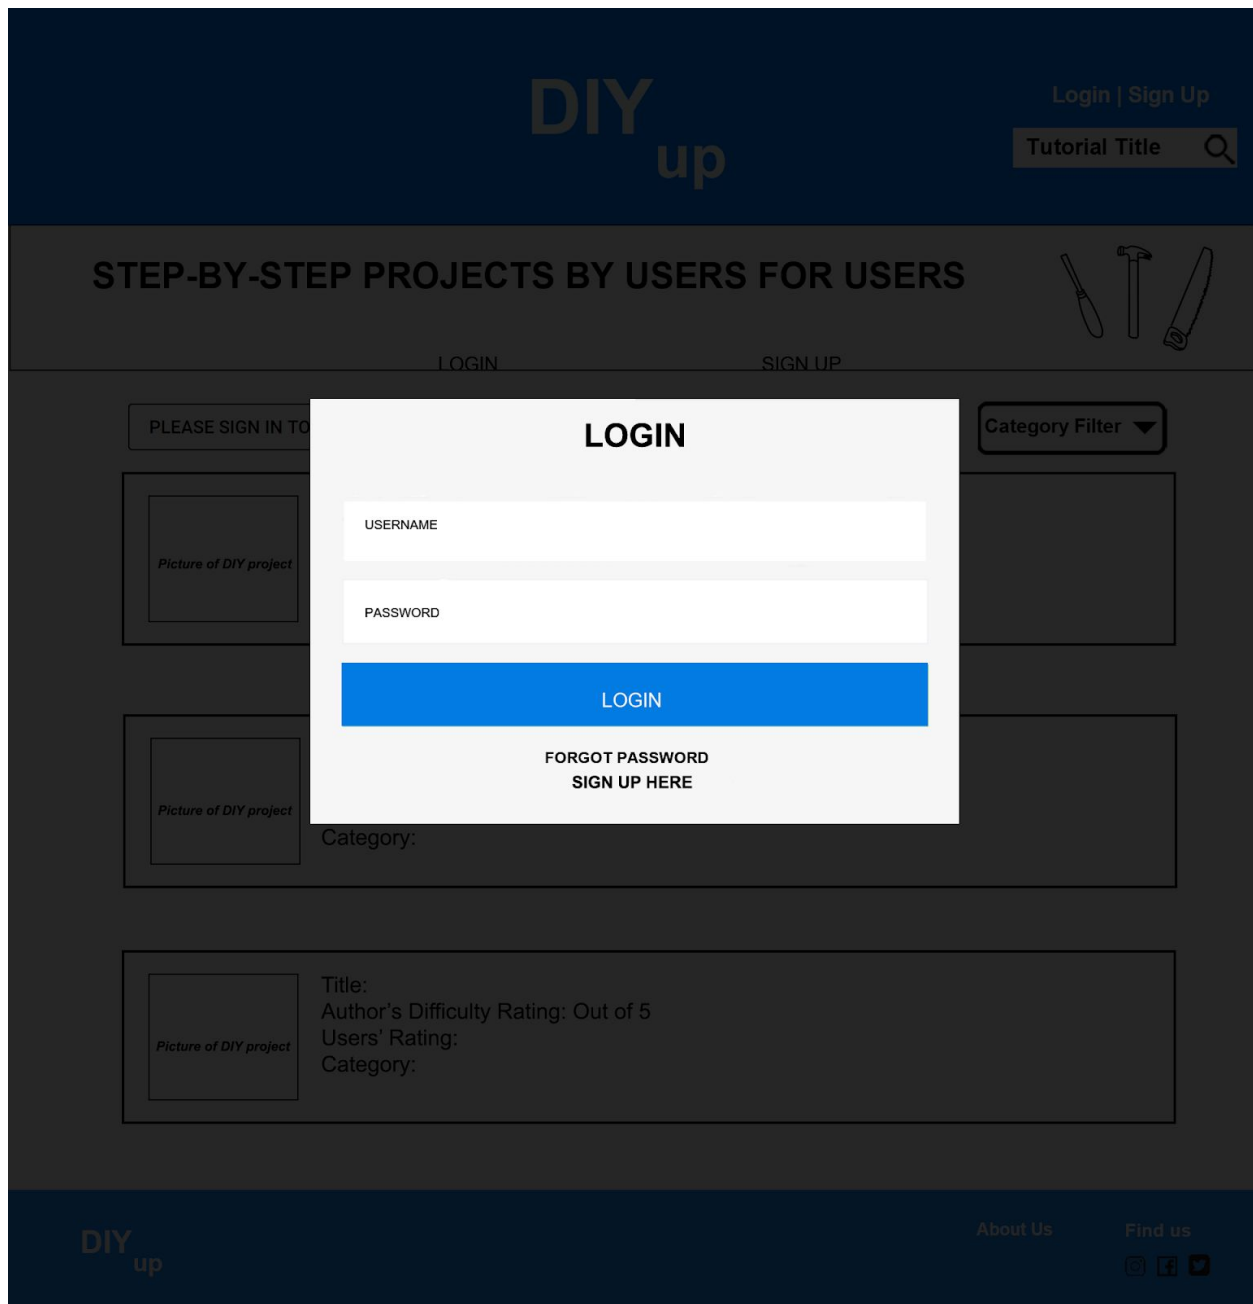 DIY
up
Login | Sign Up
Tutorial Title
STEP-BY-STEP PROJECTS BY USERS FOR USERS
LOGIN
SIGN UP
PLEASE SIGN IN TO
Category Filter
LOGIN
USERNAME
PASSWORD
LOGIN
FORGOT PASSWORD
SIGN UP HERE
Picture of DIY project
Picture of DIY project
Category:
Picture of DIY project
Title:
Author's Difficulty Rating: Out of 5
Users' Rating:
Category:
DIY
up
About Us
Find us